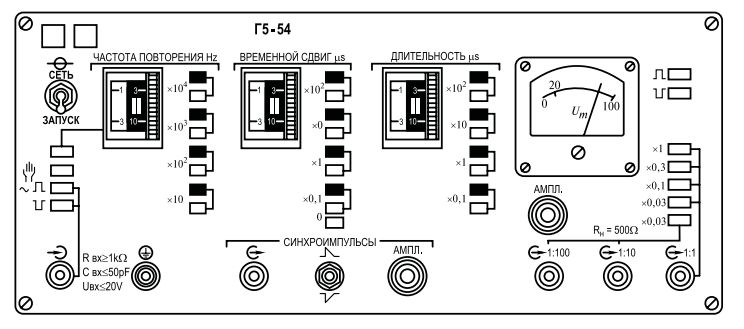 Г5-54
ЧАСТОТА ПОВТОРЕНИЯ Hz
ВРЕМЕННОЙ СДВИГ μs
ДЛИТЕЛЬНОСТЬ μs
СЕТЬ
ЗАПУСК
1 3
3 10
×10⁴
×10³
×10²
×10
1 3
3 10
×10²
×0
×1
×0,1
0
1 3
3 10
×10²
×10
×1
×0,1
0 20 100
Um
×1
×0,3
×0,1
×0,03
×0,03
АМПЛ.
Rн = 500Ω
1:100
1:10
1:1
R вх≥1kΩ
C вх≤50pF
Uвх≤20V
СИНХРОИМПУЛЬСЫ
АМПЛ.